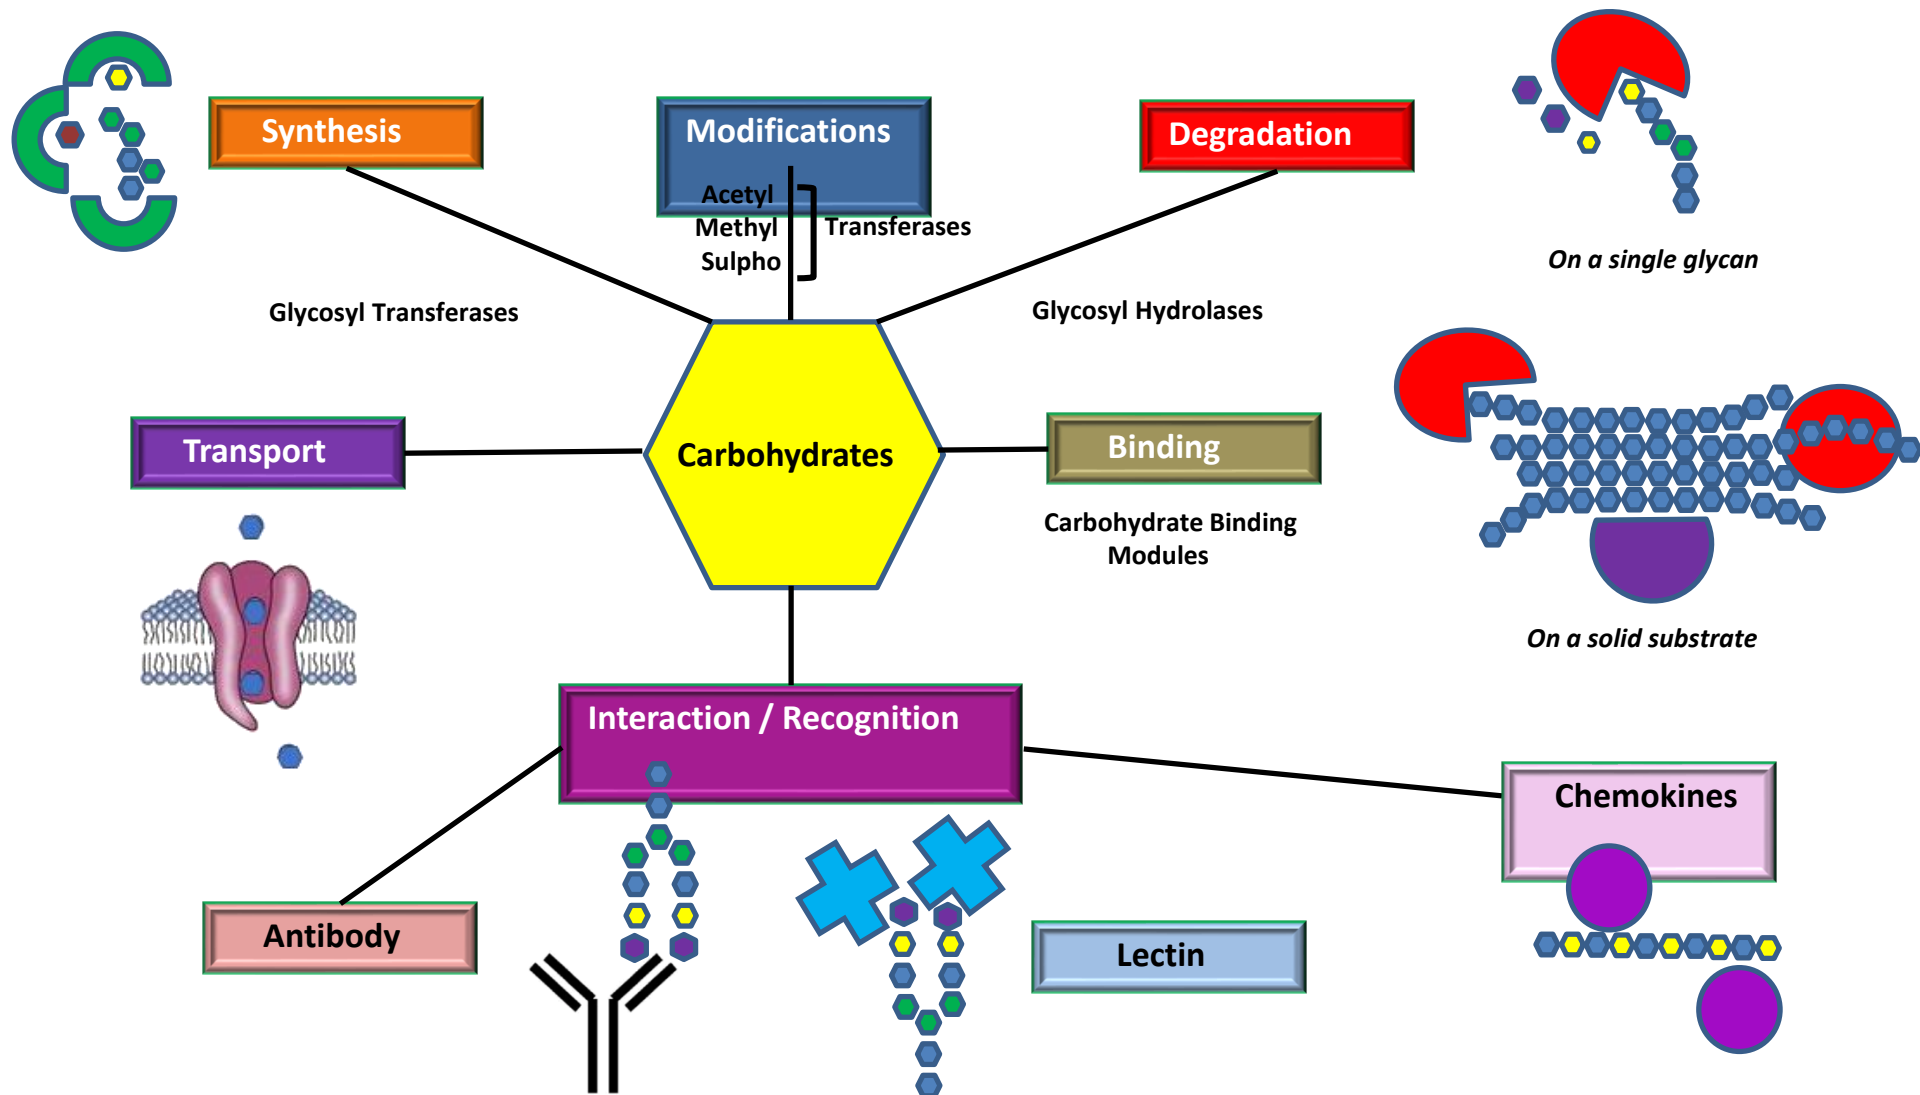 Synthesis
Modifications
Degradation
Acetyl
Methyl
Sulpho
Transferases
On a single glycan
Glycosyl Transferases
Glycosyl Hydrolases
Transport
Carbohydrates
Binding
Carbohydrate Binding
Modules
On a solid substrate
Interaction / Recognition
Chemokines
Antibody
Lectin